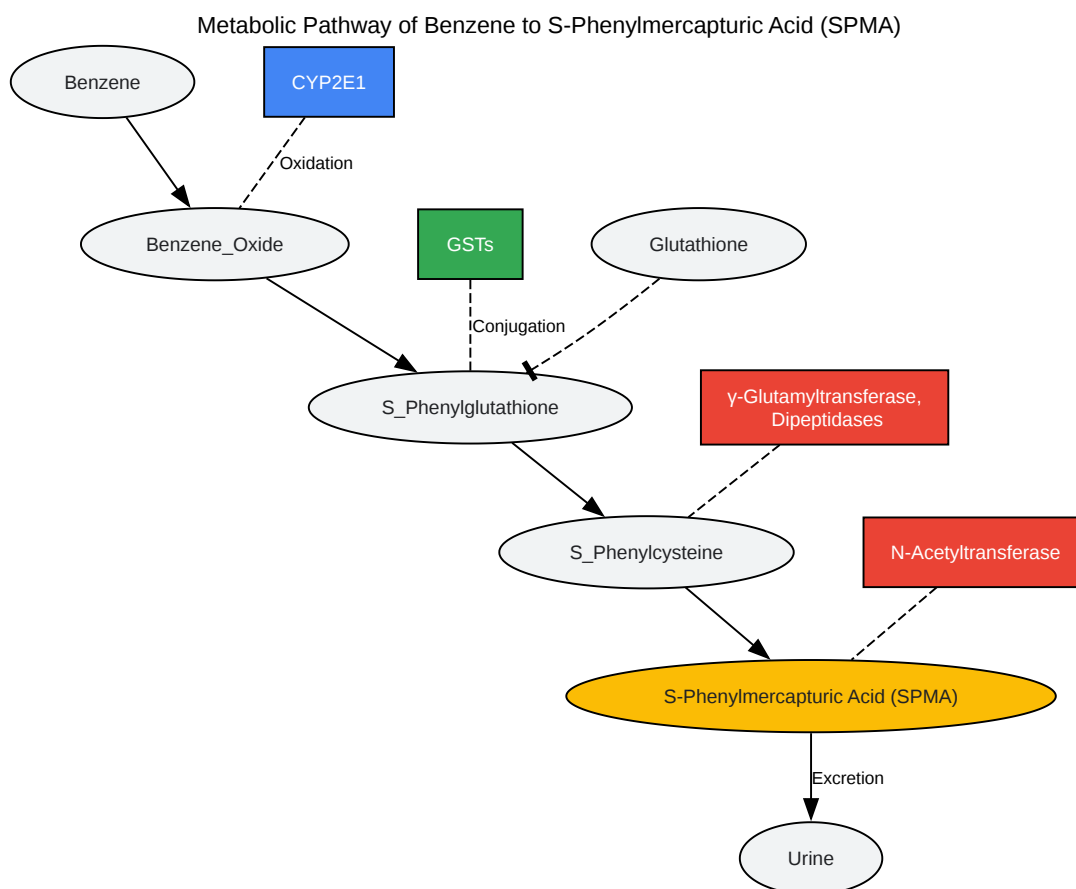 Metabolic Pathway of Benzene to S-Phenylmercapturic Acid (SPMA)
Benzene
CYP2E1
Oxidation
Benzene_Oxide
GSTs
Glutathione
Conjugation
S_Phenylglutathione
γ-Glutamyltransferase,
Dipeptidases
S_Phenylcysteine
N-Acetyltransferase
S-Phenylmercapturic Acid (SPMA)
Excretion
Urine